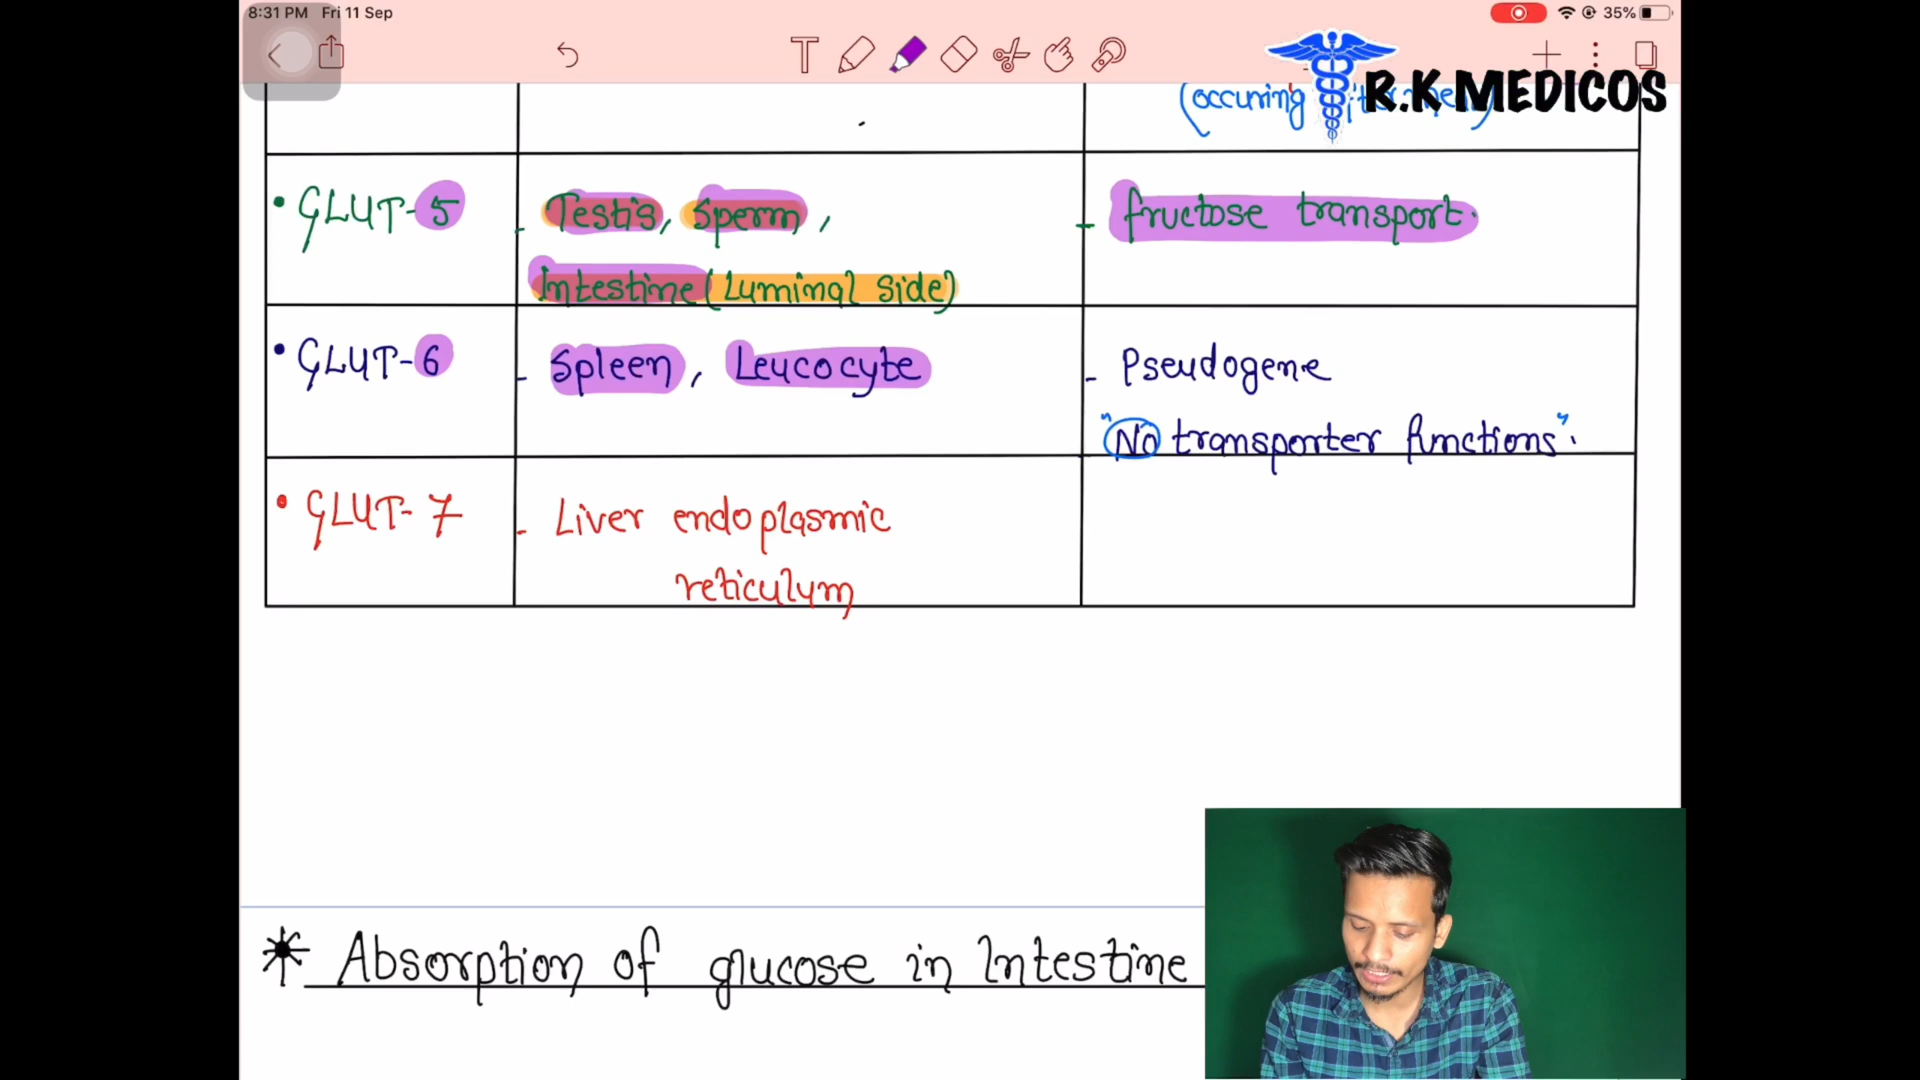 8:31 PM Fri 11 Sep
35%
R.K MEDICOS
(occuring
• GLUT-5
- Testis, Sperm,
Intestine (Luminal side)
- fructose transport.
• GLUT-6
- Spleen, Leucocyte
- Pseudogene
"No transporter functions".
• GLUT-7
- Liver endoplasmic
reticulum
* Absorption of glucose in Intestine